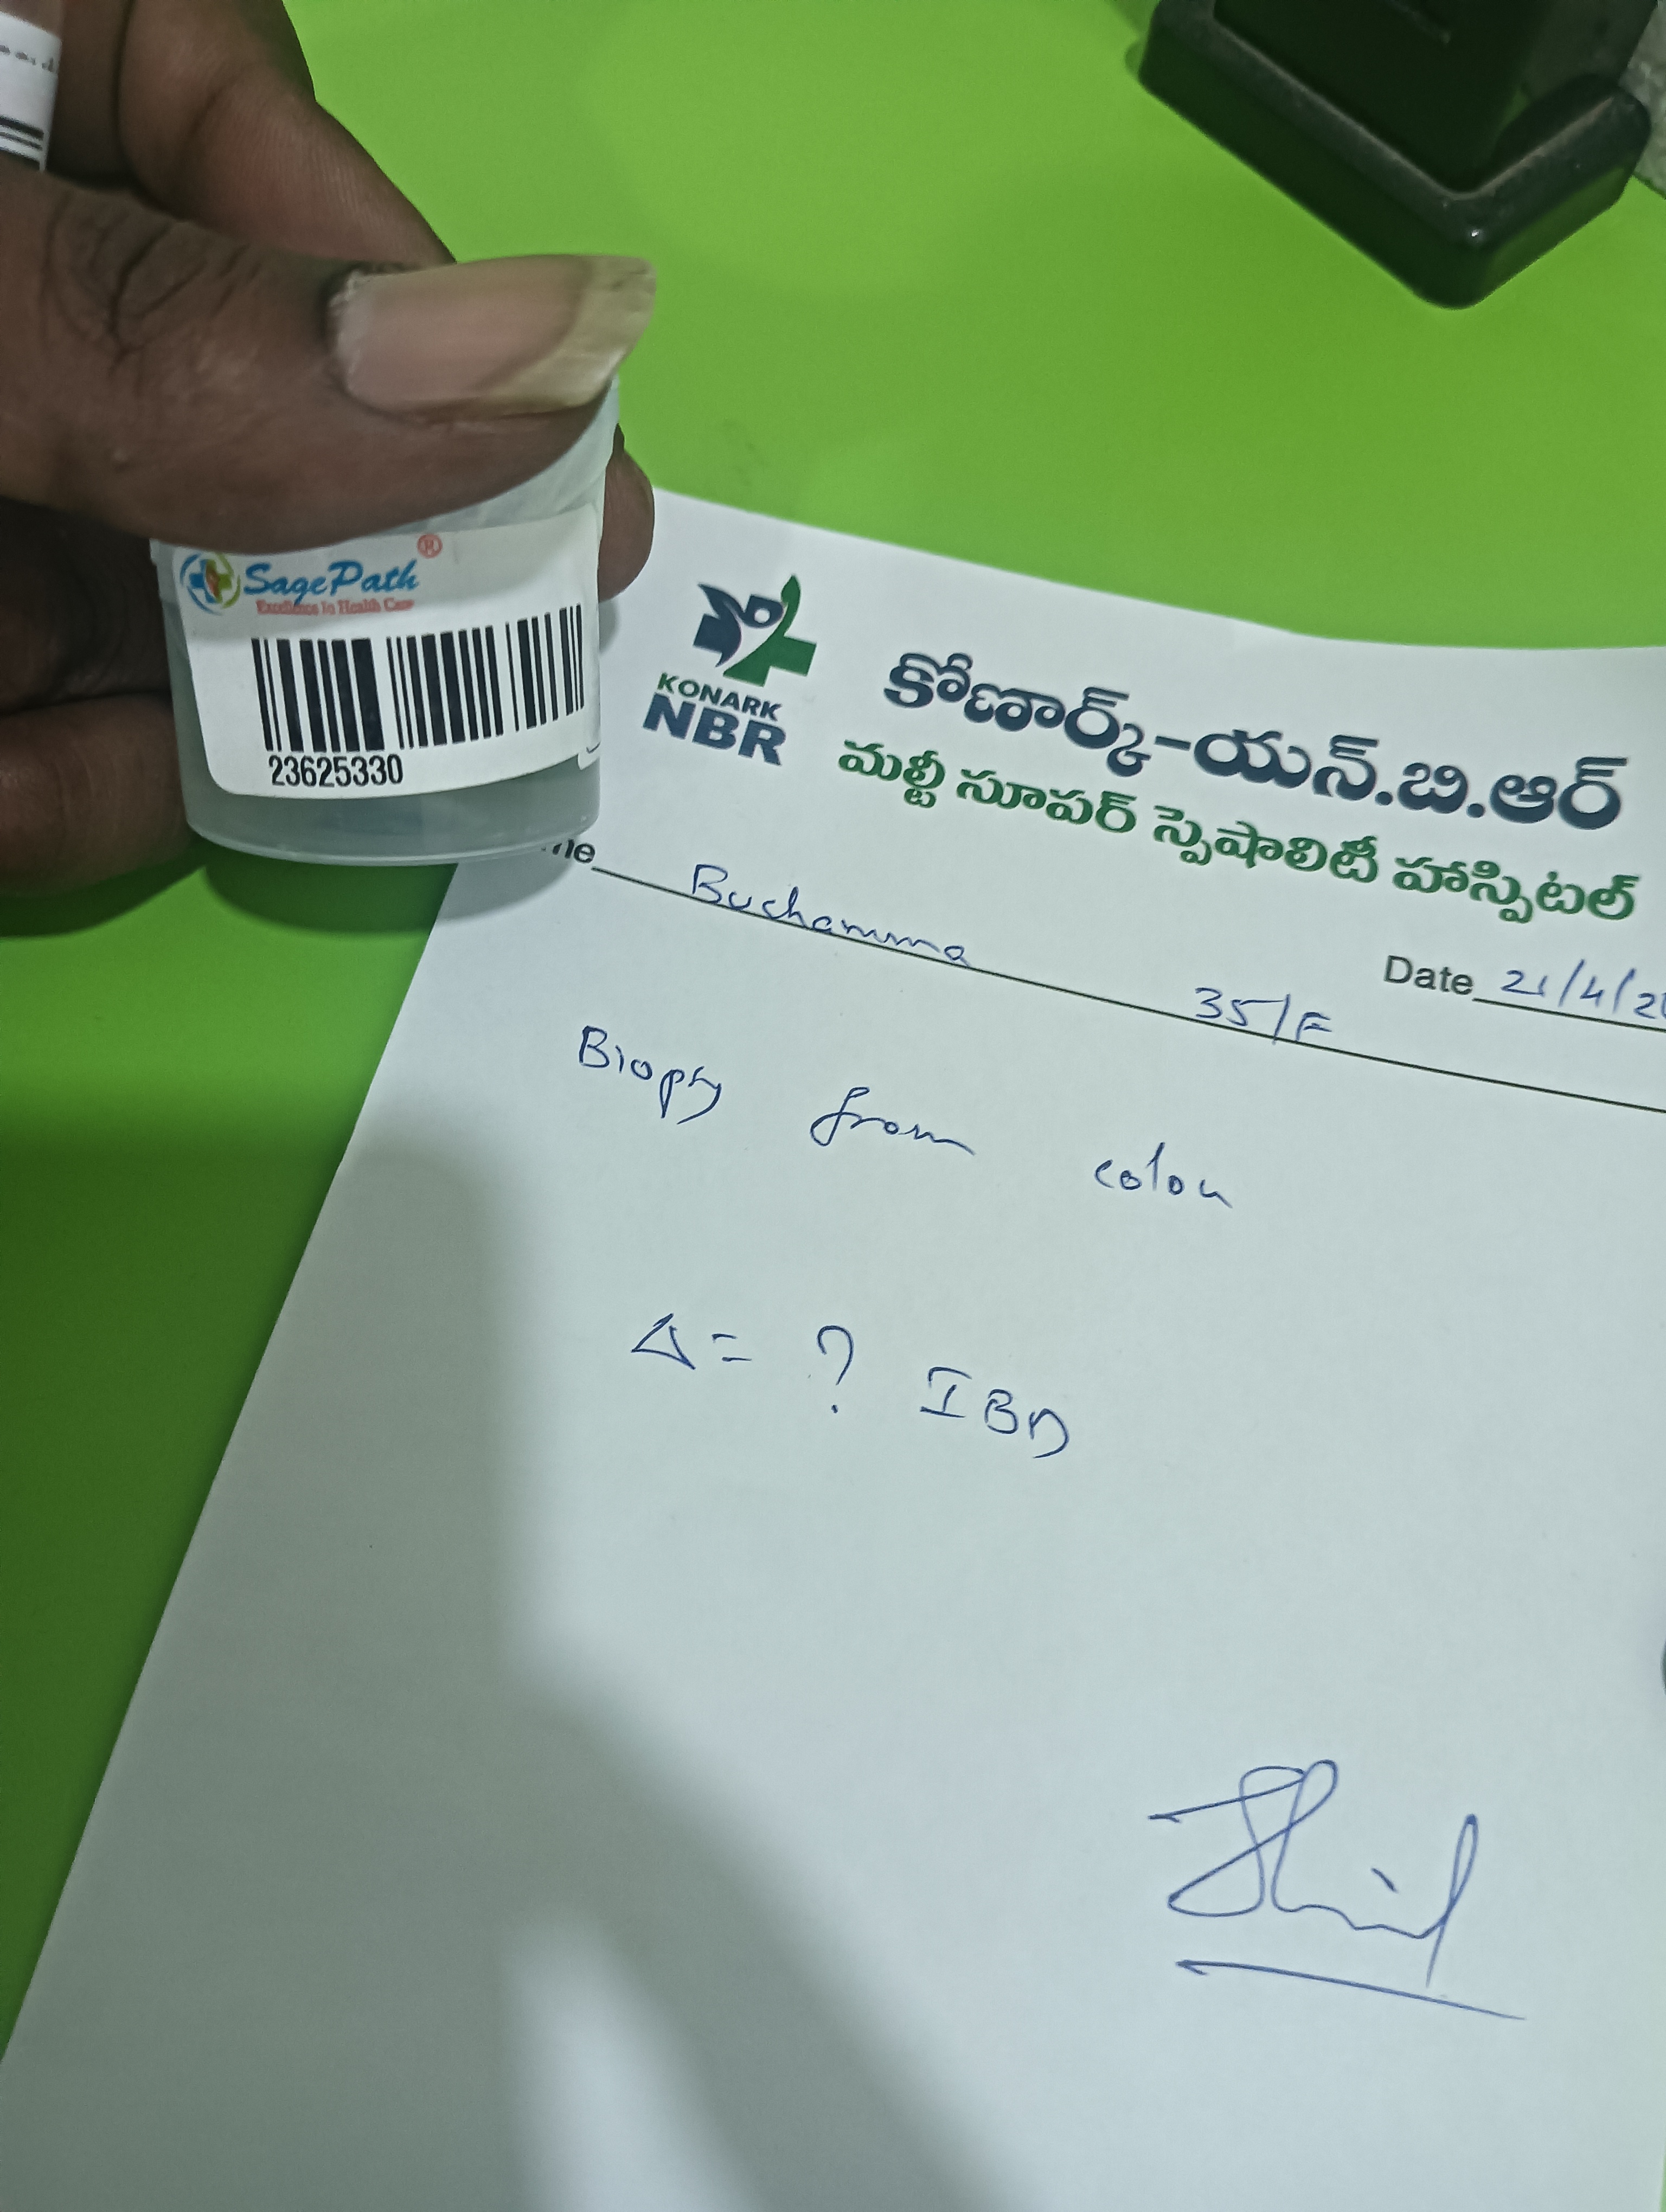 SagePath®
Excellence In Health Care
23625330
KONARK
NBR
కోణార్క్-యన్.బి.ఆర్
మల్టీ సూపర్ స్పెషాలిటీ హాస్పిటల్
Buchamma 35/F
Date 21/4/2
Biopsy from colon
Δ = ? IBD